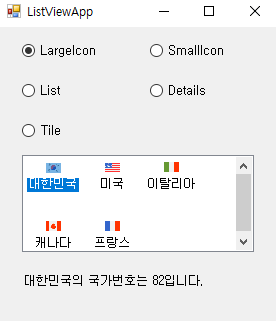 ListViewApp
LargeIcon SmallIcon
List Details
Tile
대한민국 미국 이탈리아
캐나다 프랑스
대한민국의 국가번호는 82입니다.